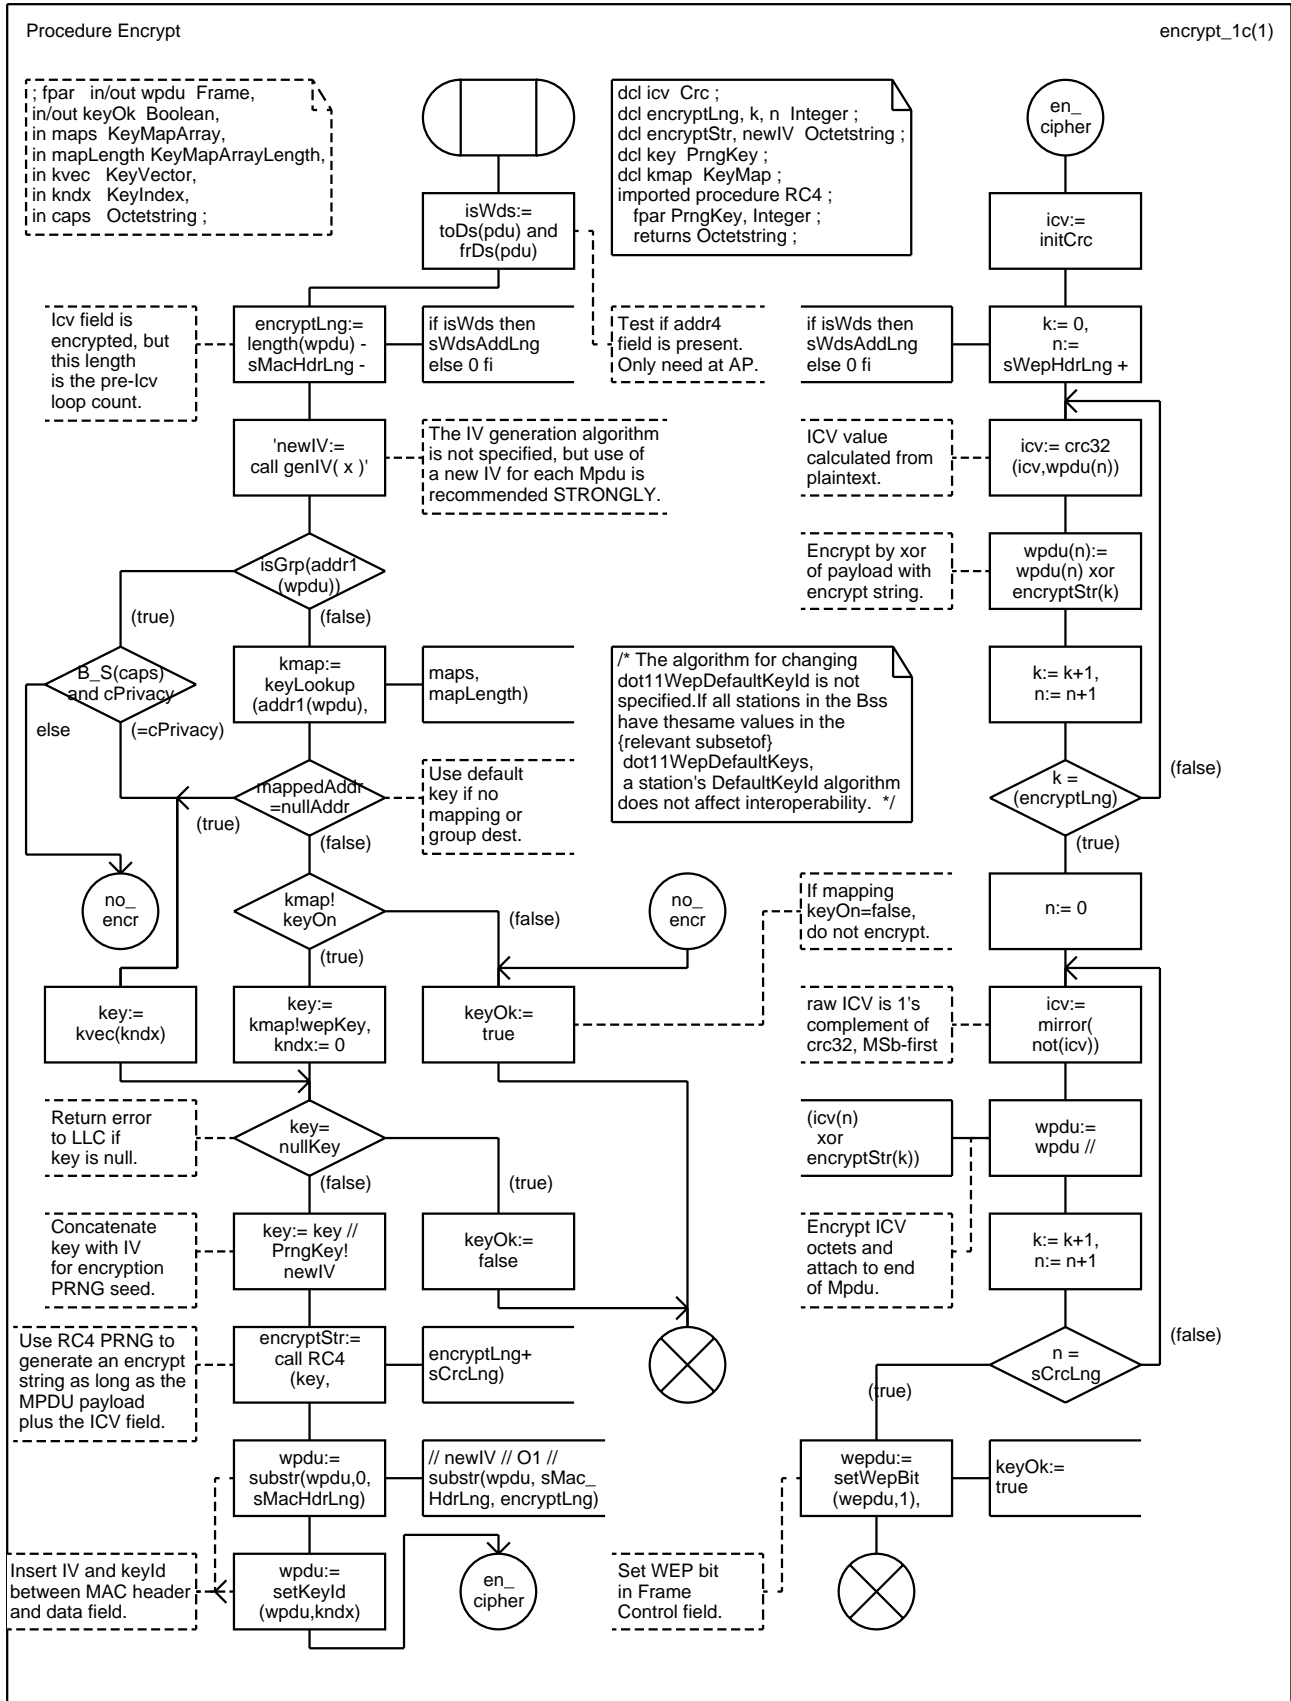 Procedure Encrypt
encrypt_1c(1)
; fpar in/out wpdu Frame,
in/out keyOk Boolean,
in maps KeyMapArray,
in mapLength KeyMapArrayLength,
in kvec KeyVector,
in kndx KeyIndex,
in caps Octetstring ;
dcl icv Crc ;
dcl encryptLng, k, n Integer ;
dcl encryptStr, newIV Octetstring ;
dcl key PrngKey ;
dcl kmap KeyMap ;
imported procedure RC4 ;
fpar PrngKey, Integer ;
returns Octetstring ;
en_
cipher
isWds:=
toDs(pdu) and
frDs(pdu)
icv:=
initCrc
Icv field is
encrypted, but
this length
is the pre-Icv
loop count.
encryptLng:=
length(wpdu) -
sMacHdrLng -
if isWds then
sWdsAddLng
else 0 fi
Test if addr4
field is present.
Only need at AP.
if isWds then
sWdsAddLng
else 0 fi
k:= 0,
n:=
sWepHdrLng +
'newIV:=
call genIV( x )'
The IV generation algorithm
is not specified, but use of
a new IV for each Mpdu is
recommended STRONGLY.
ICV value
calculated from
plaintext.
icv:= crc32
(icv,wpdu(n))
isGrp(addr1
(wpdu))
Encrypt by xor
of payload with
encrypt string.
wpdu(n):=
wpdu(n) xor
encryptStr(k)
(true)
(false)
B_S(caps)
and cPrivacy
kmap:=
keyLookup
(addr1(wpdu),
maps,
mapLength)
/* The algorithm for changing
dot11WepDefaultKeyId is not
specified.If all stations in the Bss
have thesame values in the
{relevant subsetof}
dot11WepDefaultKeys,
a station's DefaultKeyId algorithm
does not affect interoperability. */
k:= k+1,
n:= n+1
else
(=cPrivacy)
mappedAddr
=nullAddr
Use default
key if no
mapping or
group dest.
k =
(encryptLng)
(false)
(true)
(false)
(true)
no_
encr
kmap!
keyOn
(false)
no_
encr
If mapping
keyOn=false,
do not encrypt.
n:= 0
(true)
key:=
kvec(kndx)
key:=
kmap!wepKey,
kndx:= 0
keyOk:=
true
raw ICV is 1's
complement of
crc32, MSb-first
icv:=
mirror(
not(icv))
Return error
to LLC if
key is null.
key=
nullKey
(icv(n)
xor
encryptStr(k))
wpdu:=
wpdu //
(false)
(true)
Concatenate
key with IV
for encryption
PRNG seed.
key:= key //
PrngKey!
newIV
keyOk:=
false
Encrypt ICV
octets and
attach to end
of Mpdu.
k:= k+1,
n:= n+1
Use RC4 PRNG to
generate an encrypt
string as long as the
MPDU payload
plus the ICV field.
encryptStr:=
call RC4
(key,
encryptLng+
sCrcLng)
n =
sCrcLng
(false)
(true)
wpdu:=
substr(wpdu,0,
sMacHdrLng)
// newIV // O1 //
substr(wpdu, sMac_
HdrLng, encryptLng)
wepdu:=
setWepBit
(wepdu,1),
keyOk:=
true
Insert IV and keyId
between MAC header
and data field.
wpdu:=
setKeyId
(wpdu,kndx)
en_
cipher
Set WEP bit
in Frame
Control field.